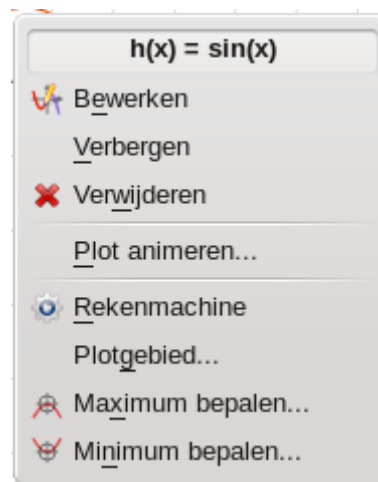 h(x) = sin(x)
Bewerken
Verbergen
Verwijderen
Plot animeren...
Rekenmachine
Plotgebied...
Maximum bepalen...
Minimum bepalen...